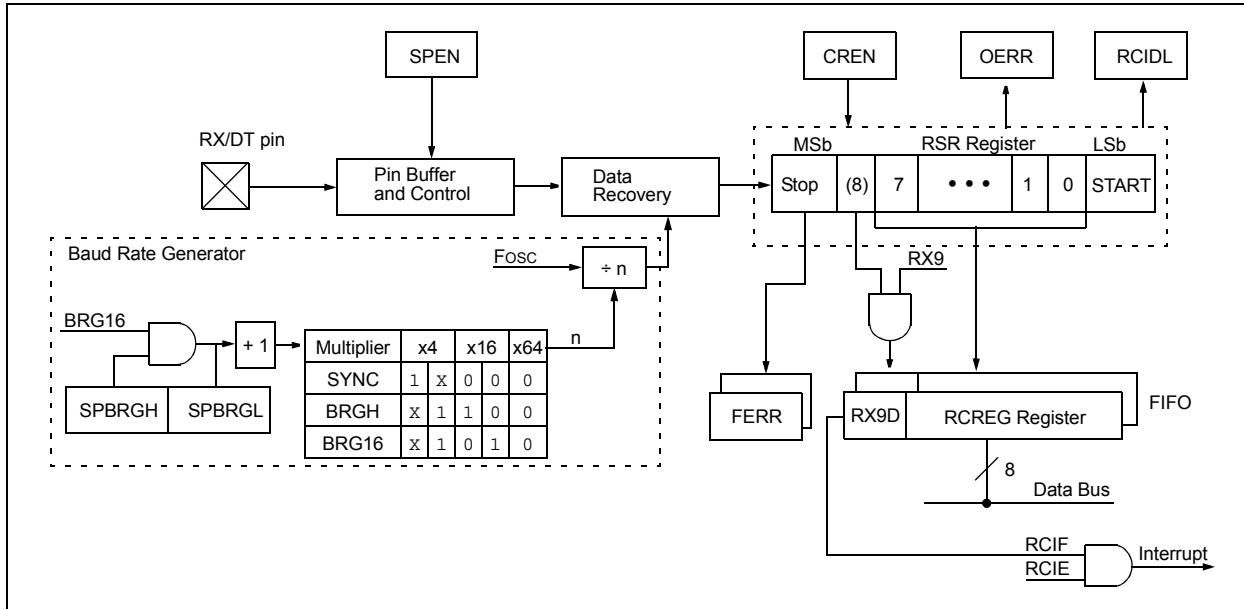 SPEN
CREN
OERR
RCIDL
RX/DT pin
Pin Buffer
and Control
Data
Recovery
MSb
RSR Register
LSb
Stop (8) 7 • • • 1 0 START
Baud Rate Generator
FOSC
÷ n
RX9
BRG16
+ 1
n
SPBRGH SPBRGL
Multiplier x4 x16 x64
SYNC 1 X 0 0 0
BRGH X 1 1 0 0
BRG16 X 1 0 1 0
FERR
RX9D RCREG Register
FIFO
8
Data Bus
RCIF
RCIE
Interrupt